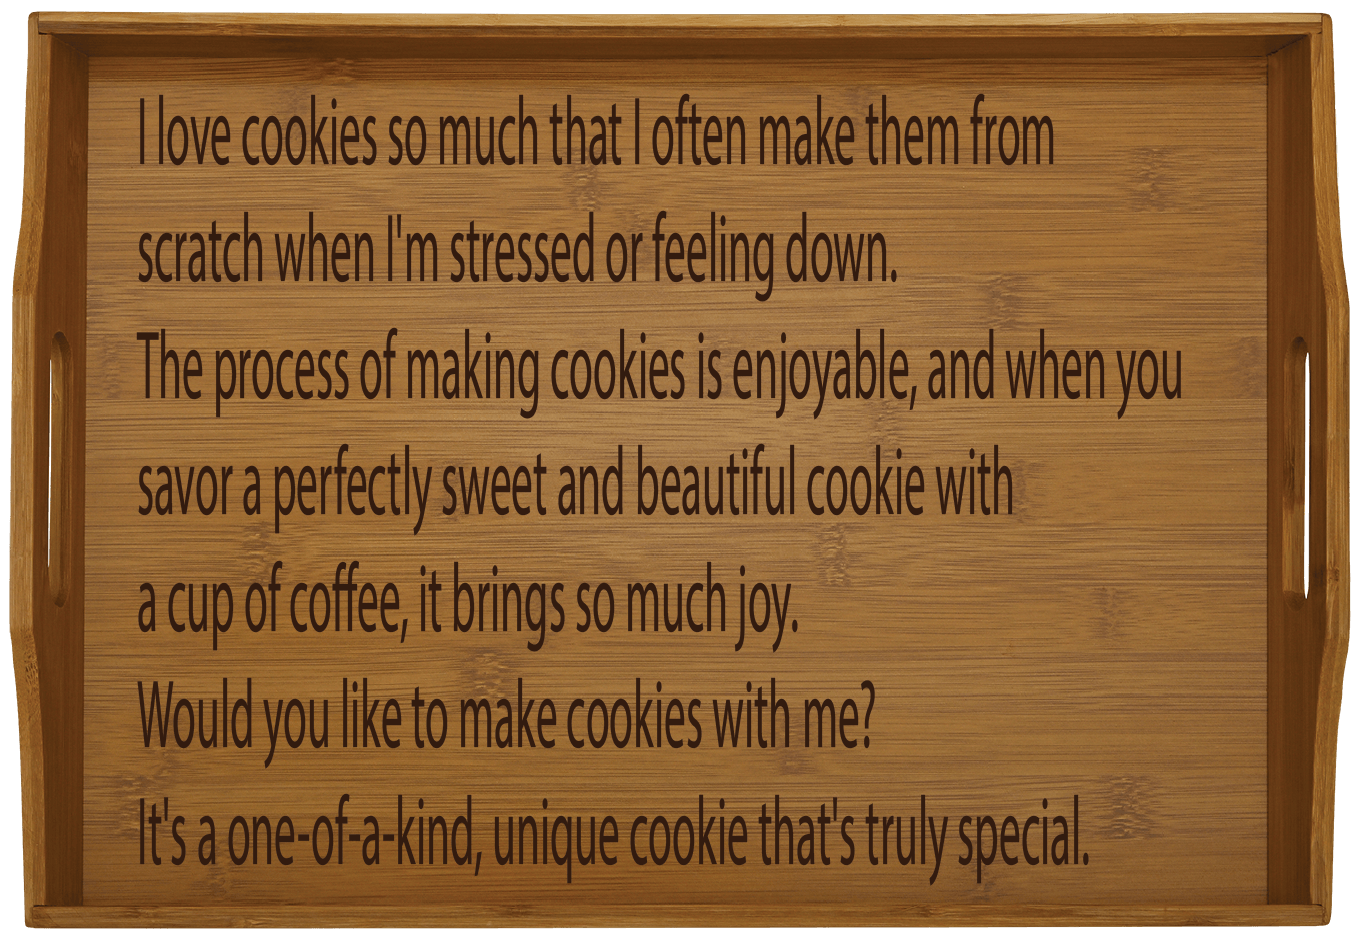 I love cookies so much that I often make them from
scratch when I'm stressed or feeling down.
The process of making cookies is enjoyable, and when you
savor a perfectly sweet and beautiful cookie with
a cup of coffee, it brings so much joy.
Would you like to make cookies with me?
It's a one-of-a-kind, unique cookie that's truly special.